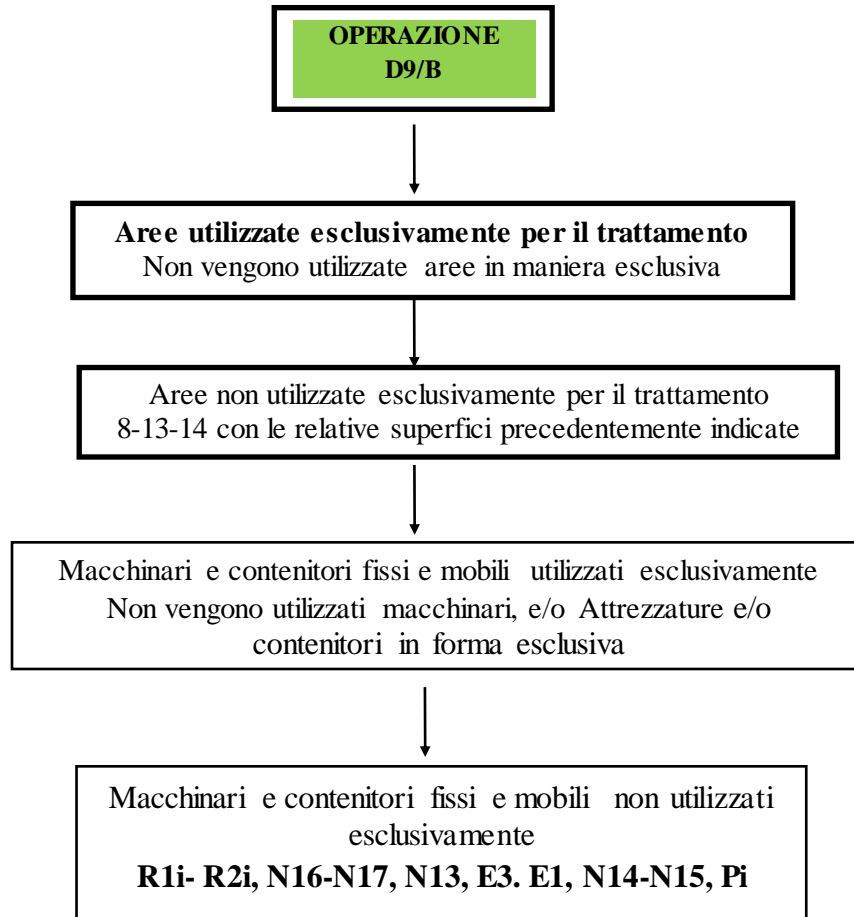 OPERAZIONE
D9/B
Aree utilizzate esclusivamente per il trattamento
Non vengono utilizzate aree in maniera esclusiva
Aree non utilizzate esclusivamente per il trattamento
8-13-14 con le relative superfici precedentemente indicate
Macchinari e contenitori fissi e mobili utilizzati esclusivamente
Non vengono utilizzati macchinari, e/o Attrezzature e/o
contenitori in forma esclusiva
Macchinari e contenitori fissi e mobili non utilizzati
esclusivamente
R1i- R2i, N16-N17, N13, E3. E1, N14-N15, Pi